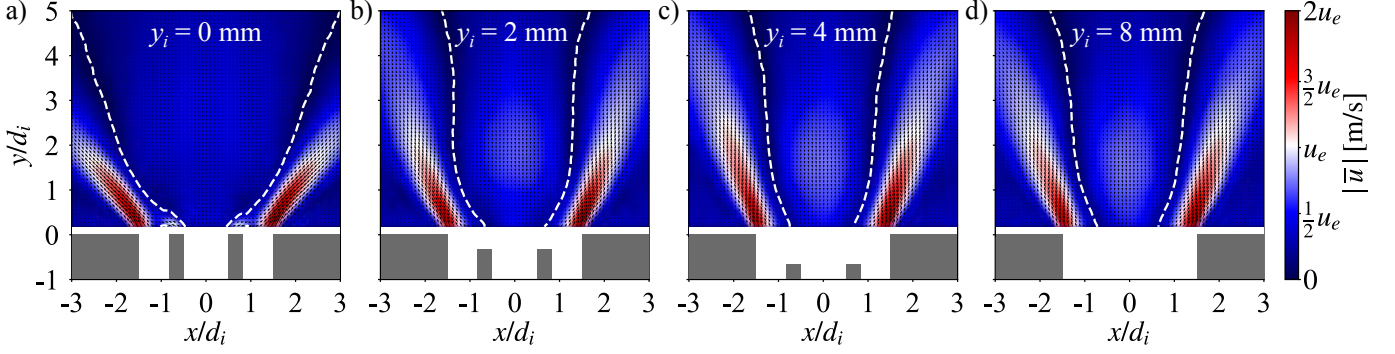 a) b) c) d)
y_i = 0 mm y_i = 2 mm y_i = 4 mm y_i = 8 mm
5
4
3
2
1
0
-1
y/d_i
-3 -2 -1 0 1 2 3 -3 -2 -1 0 1 2 3 -3 -2 -1 0 1 2 3 -3 -2 -1 0 1 2 3
x/d_i x/d_i x/d_i x/d_i
2u_e
3/2 u_e
u_e
1/2 u_e
0
|u̅| [m/s]